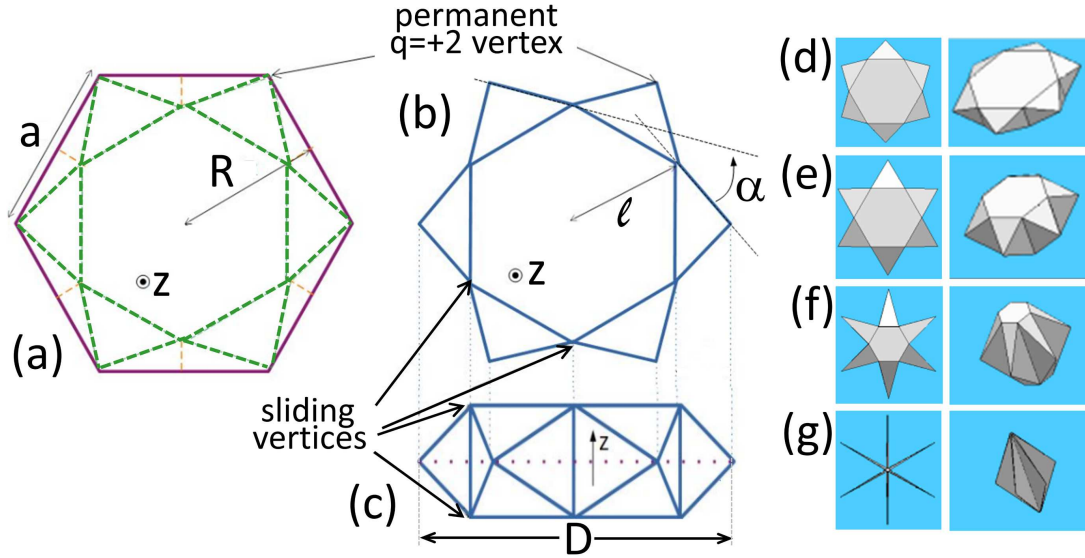 permanent
q=+2 vertex
a
R
z
(a)
(b)
α
ℓ
z
sliding
vertices
z
(c)
D
(d)
(e)
(f)
(g)